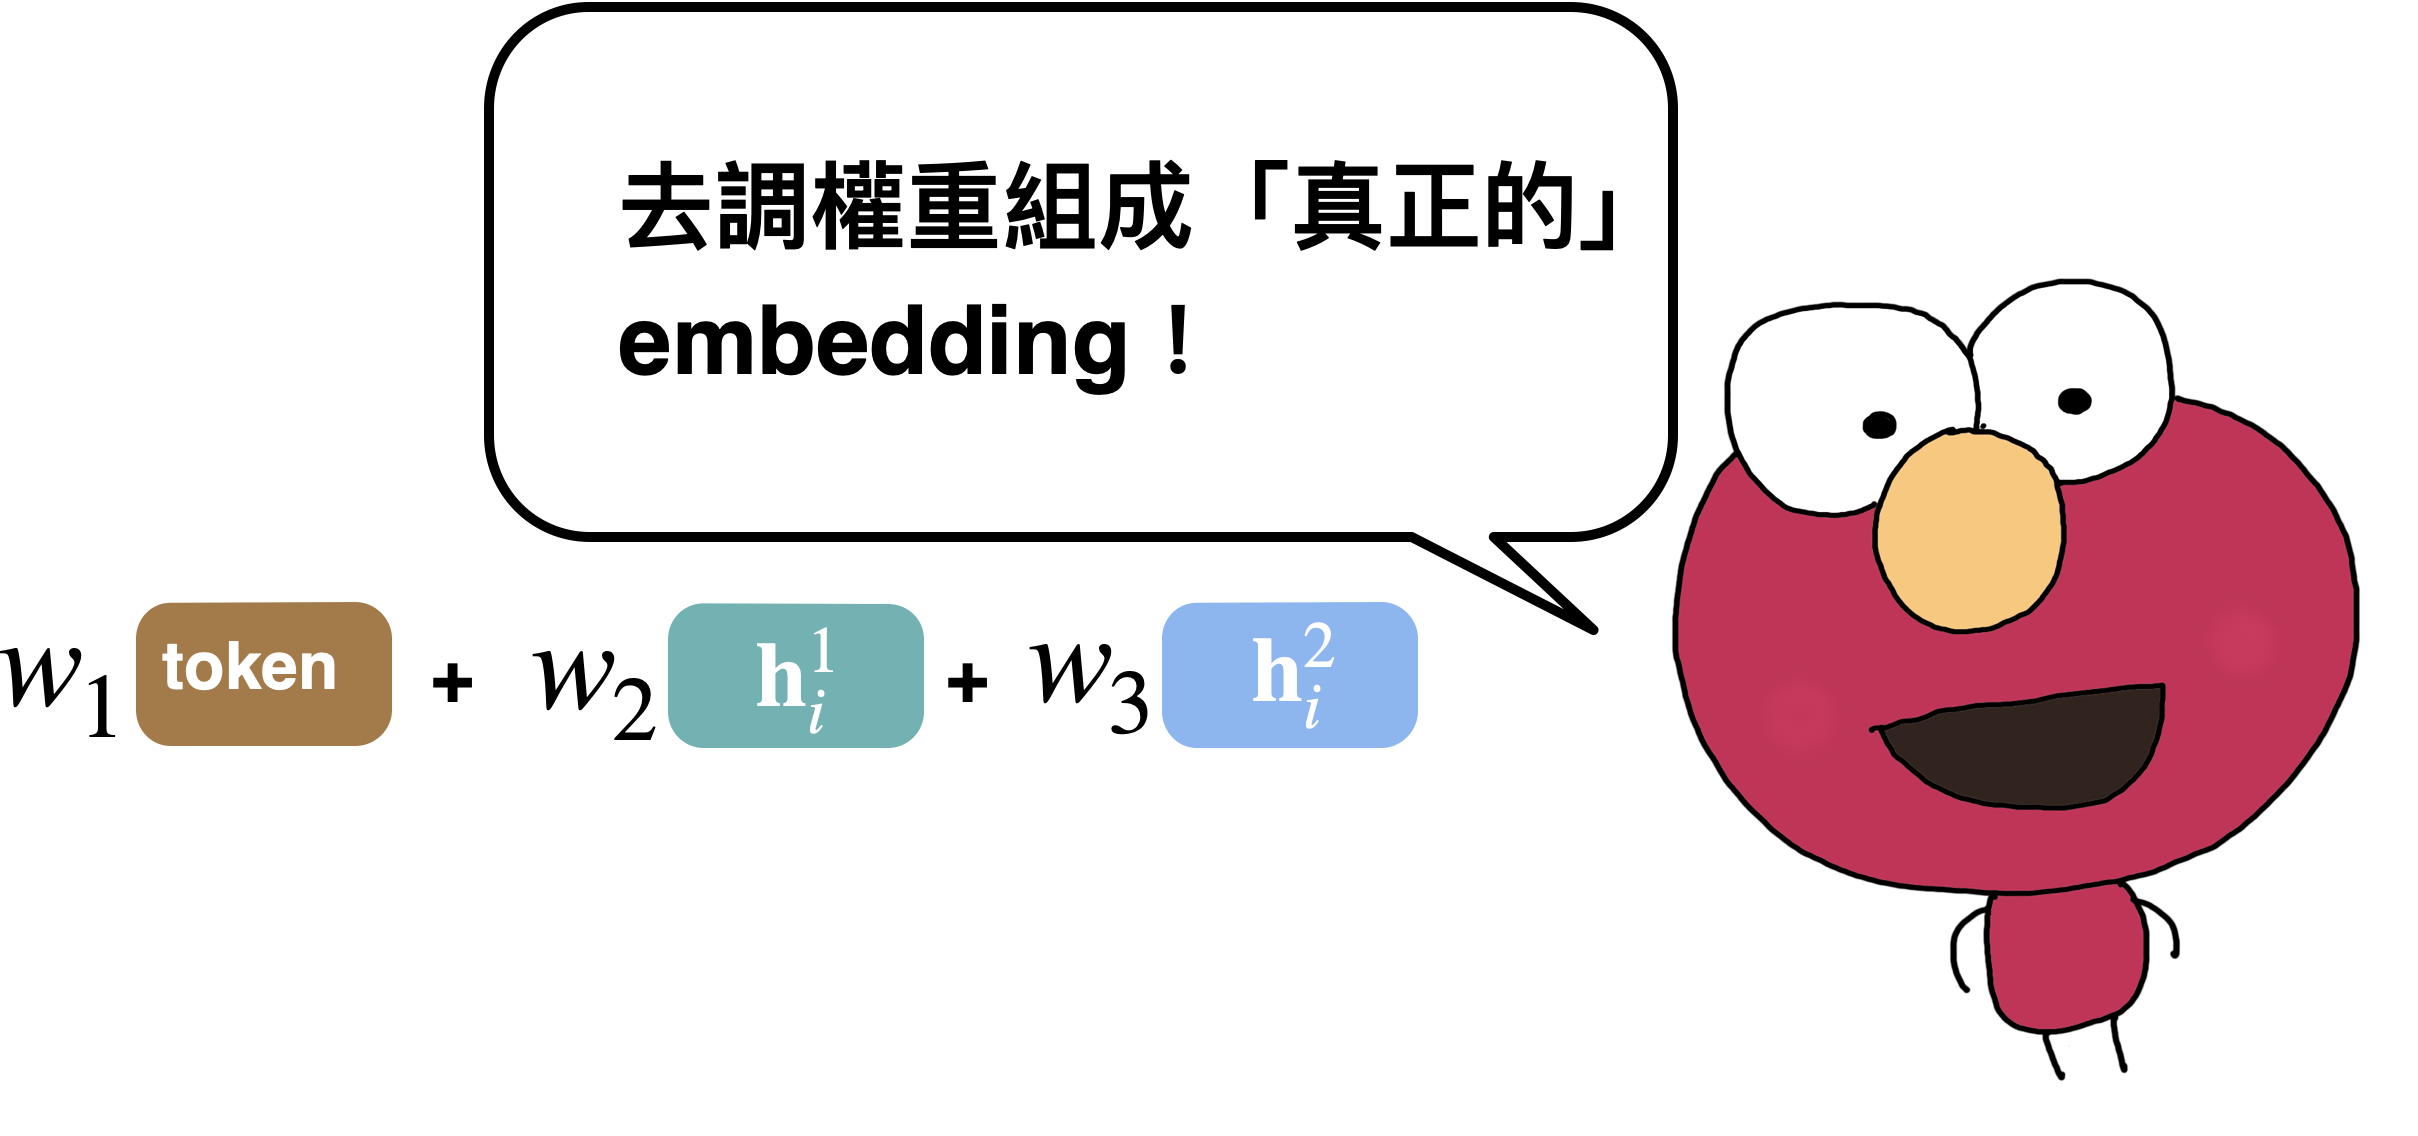 去調權重組成「真正的」
embedding！
w₁ token + w₂ h_i^1 + w₃ h_i^2